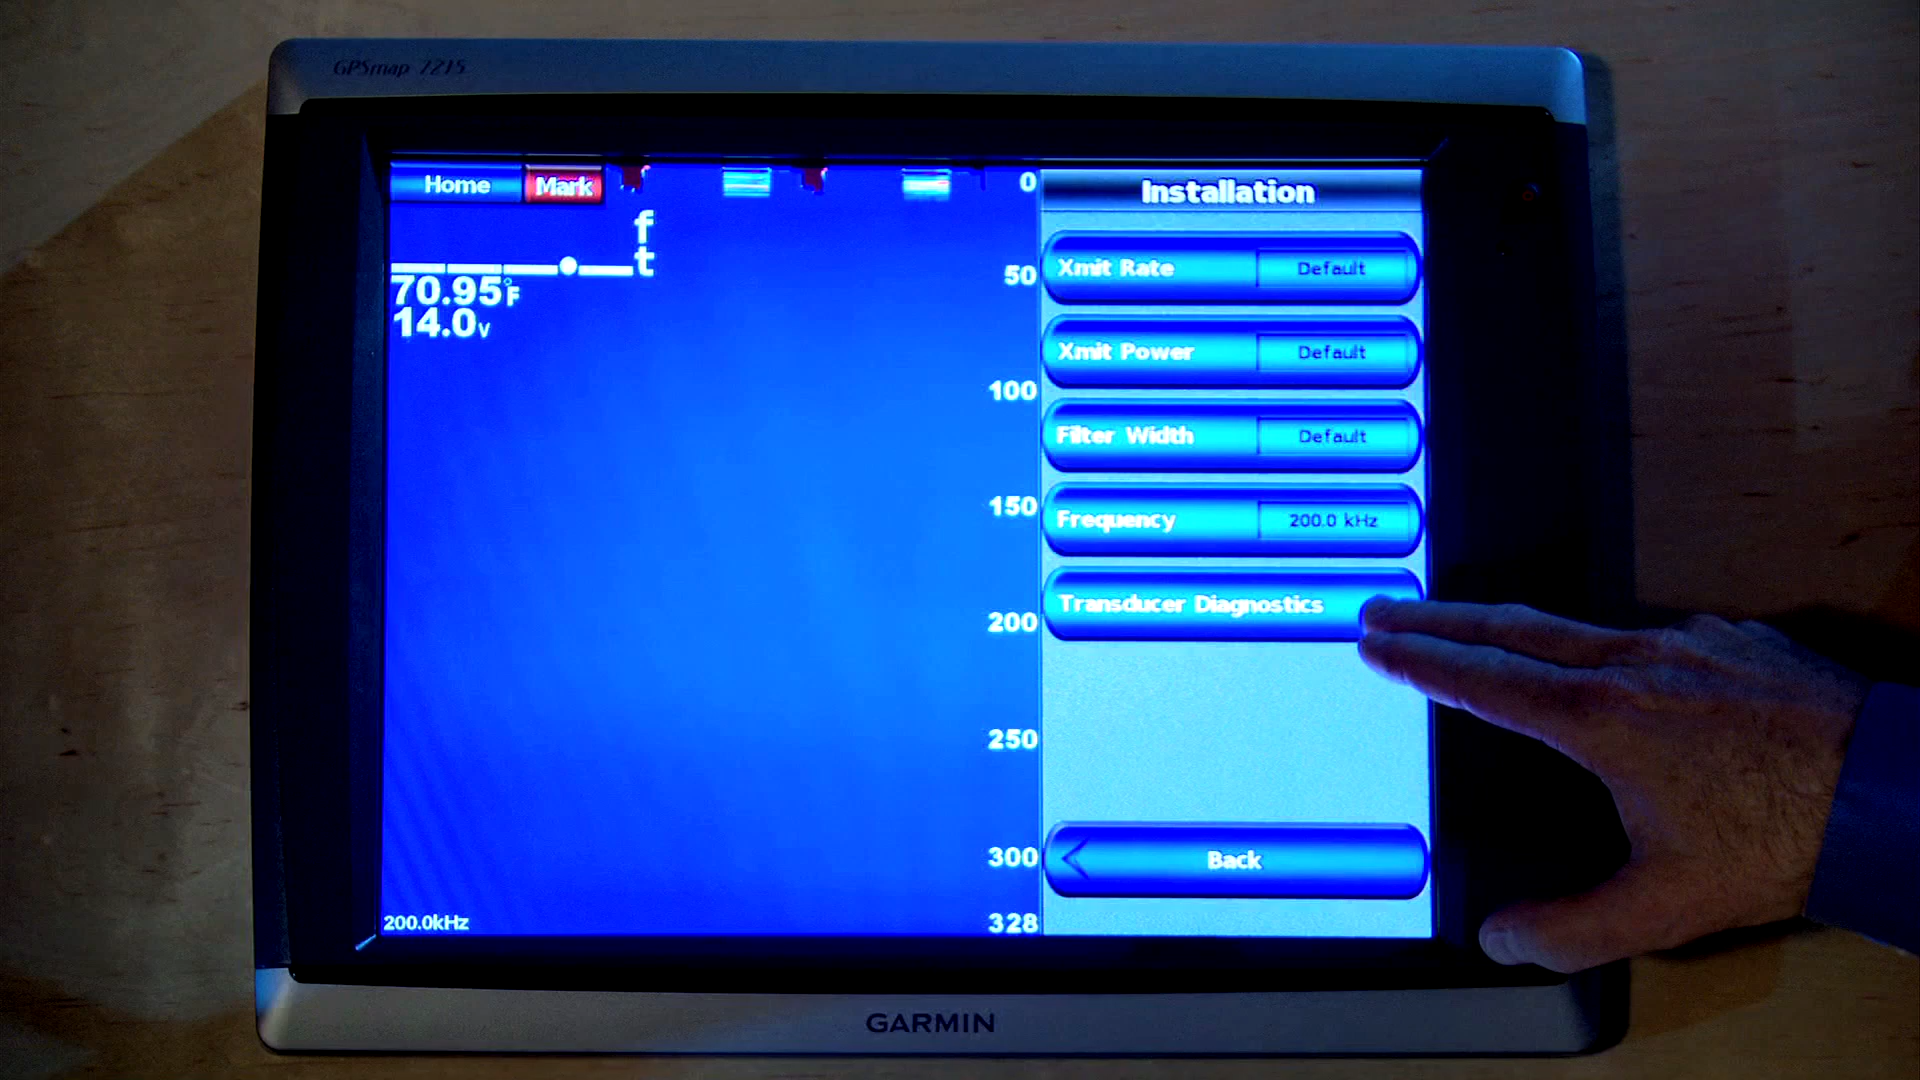 GPSmap 7215
Home
Mark
Installation
ft
70.95°F
14.0V
0
50
100
150
200
250
300
328
200.0kHz
Xmit Rate Default
Xmit Power Default
Filter Width Default
Frequency 200.0 kHz
Transducer Diagnostics
Back
GARMIN